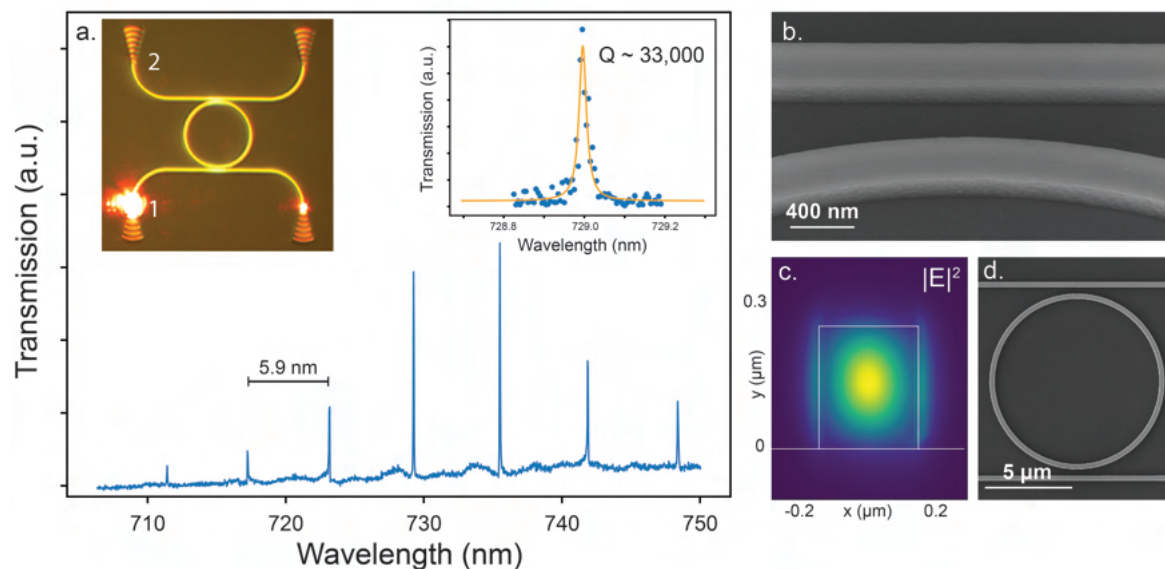 a.
2
1
Q ~ 33,000
Transmission (a.u.)
728.8
729.0
729.2
Wavelength (nm)
5.9 nm
Transmission (a.u.)
710
720
730
740
750
Wavelength (nm)
b.
400 nm
c.
|E|²
0.3
y (μm)
0
-0.2
x (μm)
0.2
d.
5 μm